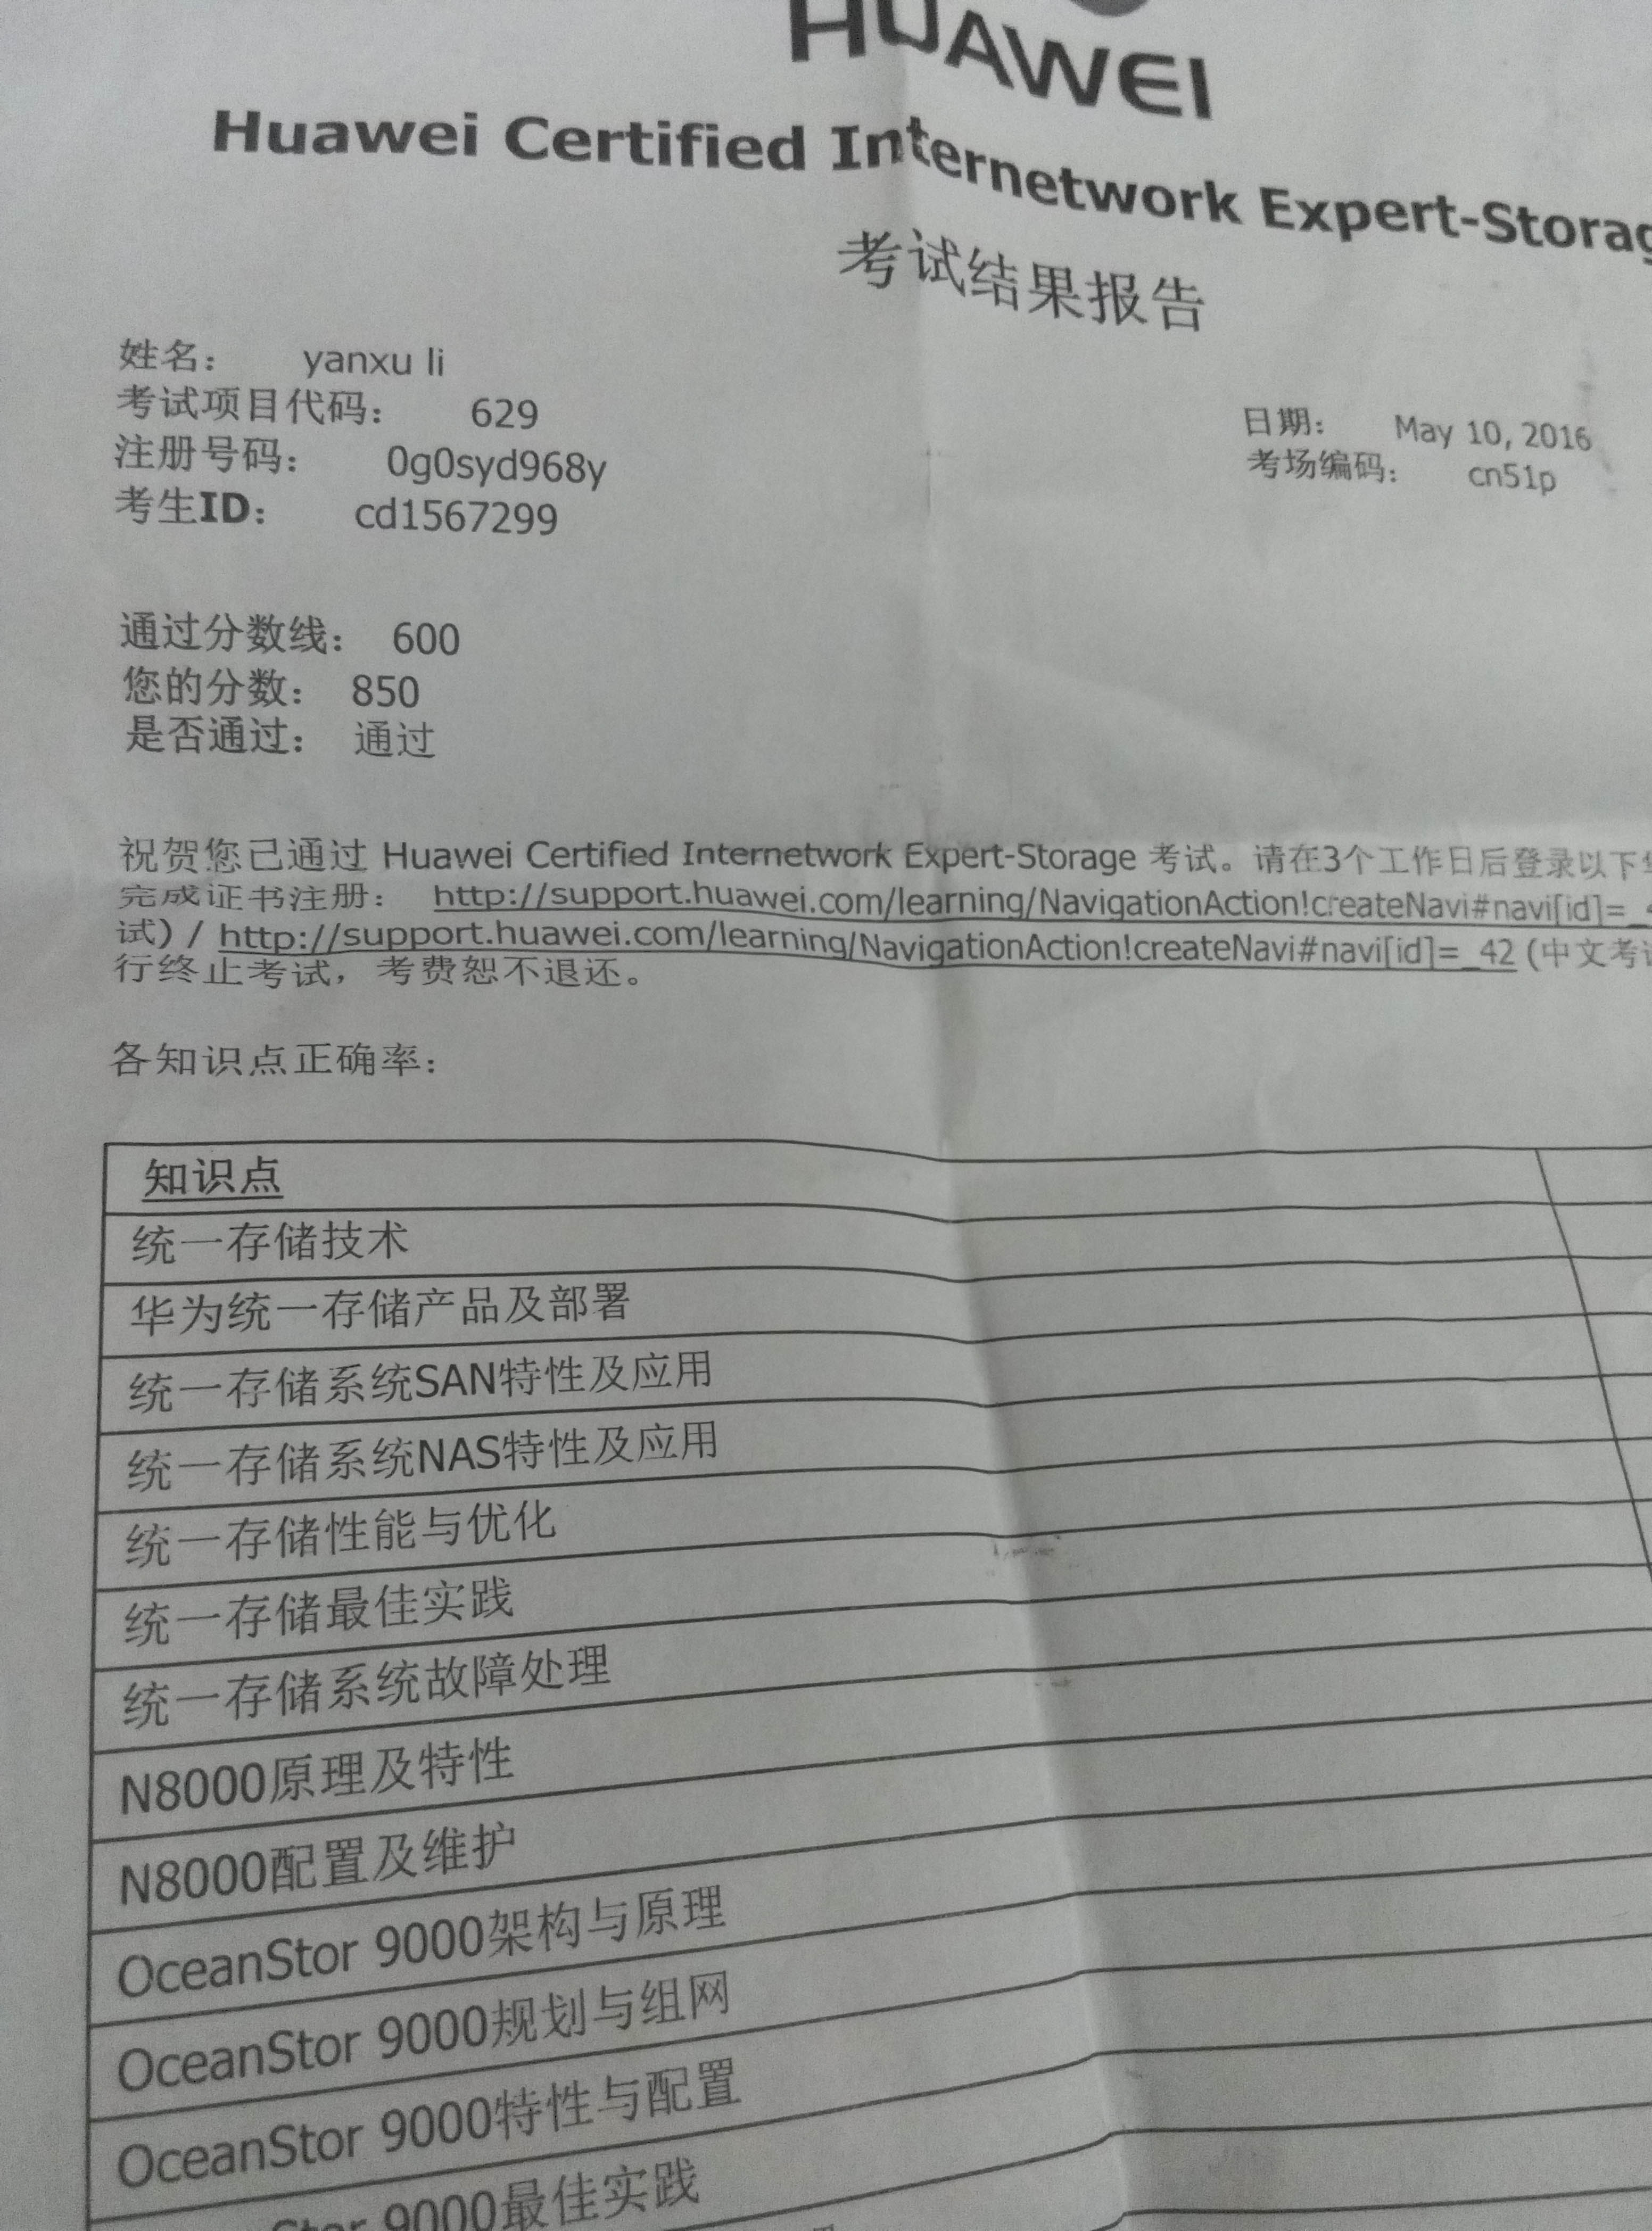 HUAWEI
Huawei Certified Internetwork Expert-Storag
考试结果报告
姓名： yanxu li
考试项目代码： 629
注册号码： 0g0syd968y
考生ID： cd1567299
日期： May 10, 2016
考场编码： cn51p
通过分数线： 600
您的分数： 850
是否通过： 通过
祝贺您已通过 Huawei Certified Internetwork Expert-Storage 考试。请在3个工作日后登录以下
完成证书注册： http://support.huawei.com/learning/NavigationAction!createNavi#navi[id]=_
试) / http://support.huawei.com/learning/NavigationAction!createNavi#navi[id]=_42 (中文考试
行终止考试，考费恕不退还。
各知识点正确率：
知识点
统一存储技术
华为统一存储产品及部署
统一存储系统SAN特性及应用
统一存储系统NAS特性及应用
统一存储性能与优化
统一存储最佳实践
统一存储系统故障处理
N8000原理及特性
N8000配置及维护
OceanStor 9000架构与原理
OceanStor 9000规划与组网
OceanStor 9000特性与配置
Stor 9000最佳实践